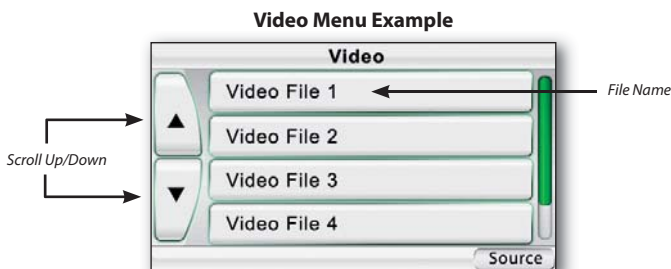 Video Menu Example
Video
Video File 1
File Name
Video File 2
Scroll Up/Down
Video File 3
Video File 4
Source